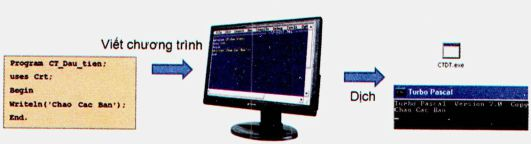 Program CT_Dau_tien;
uses Crt;
Begin
Writeln('Chao Cac Ban');
End.
Viết chương trình
Dịch
CTDT.exe
Turbo Pascal
Turbo Pascal Version 7.0 Copy
Chao Cac Ban